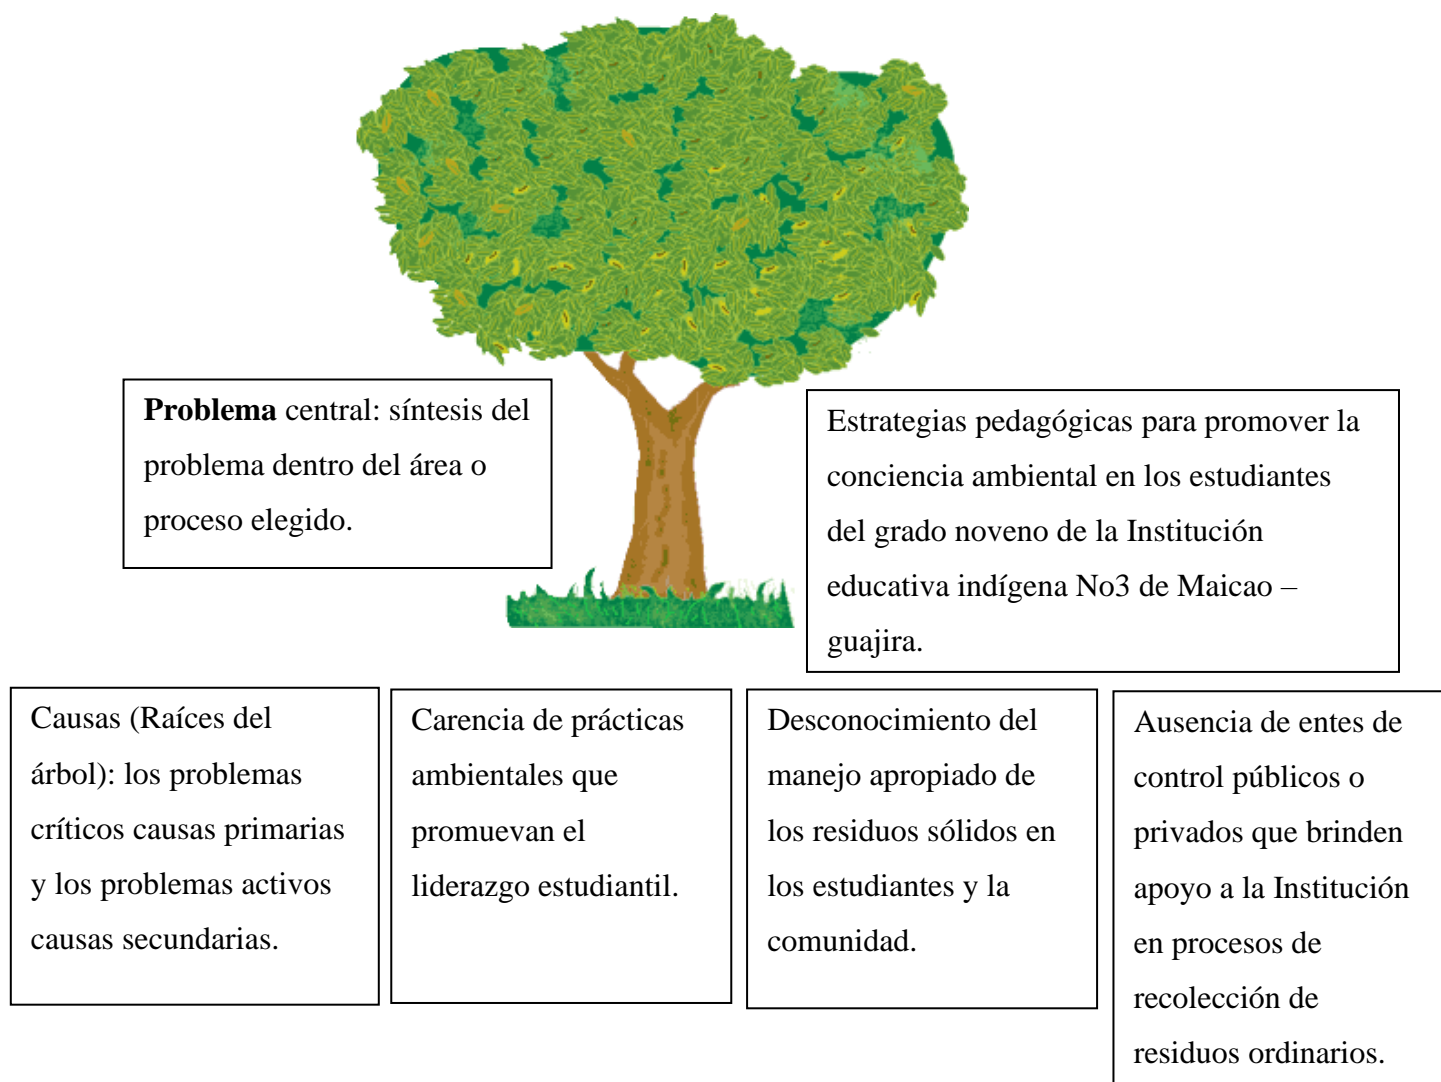 Problema central: síntesis del
problema dentro del área o
proceso elegido.
Estrategias pedagógicas para promover la
conciencia ambiental en los estudiantes
del grado noveno de la Institución
educativa indígena No3 de Maicao –
guajira.
Causas (Raíces del
árbol): los problemas
críticos causas primarias
y los problemas activos
causas secundarias.
Carencia de prácticas
ambientales que
promuevan el
liderazgo estudiantil.
Desconocimiento del
manejo apropiado de
los residuos sólidos en
los estudiantes y la
comunidad.
Ausencia de entes de
control públicos o
privados que brinden
apoyo a la Institución
en procesos de
recolección de
residuos ordinarios.